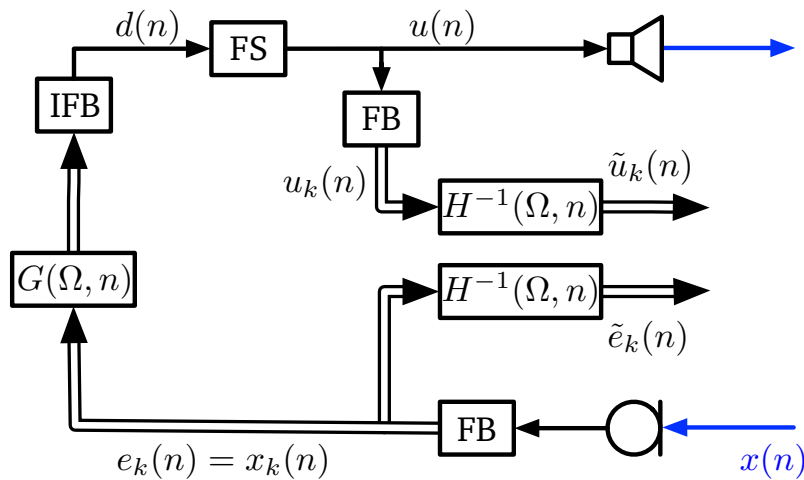 d(n)
FS
u(n)
IFB
FB
u_k(n)
H^{-1}(Ω, n)
ũ_k(n)
G(Ω, n)
H^{-1}(Ω, n)
ẽ_k(n)
FB
e_k(n) = x_k(n)
x(n)